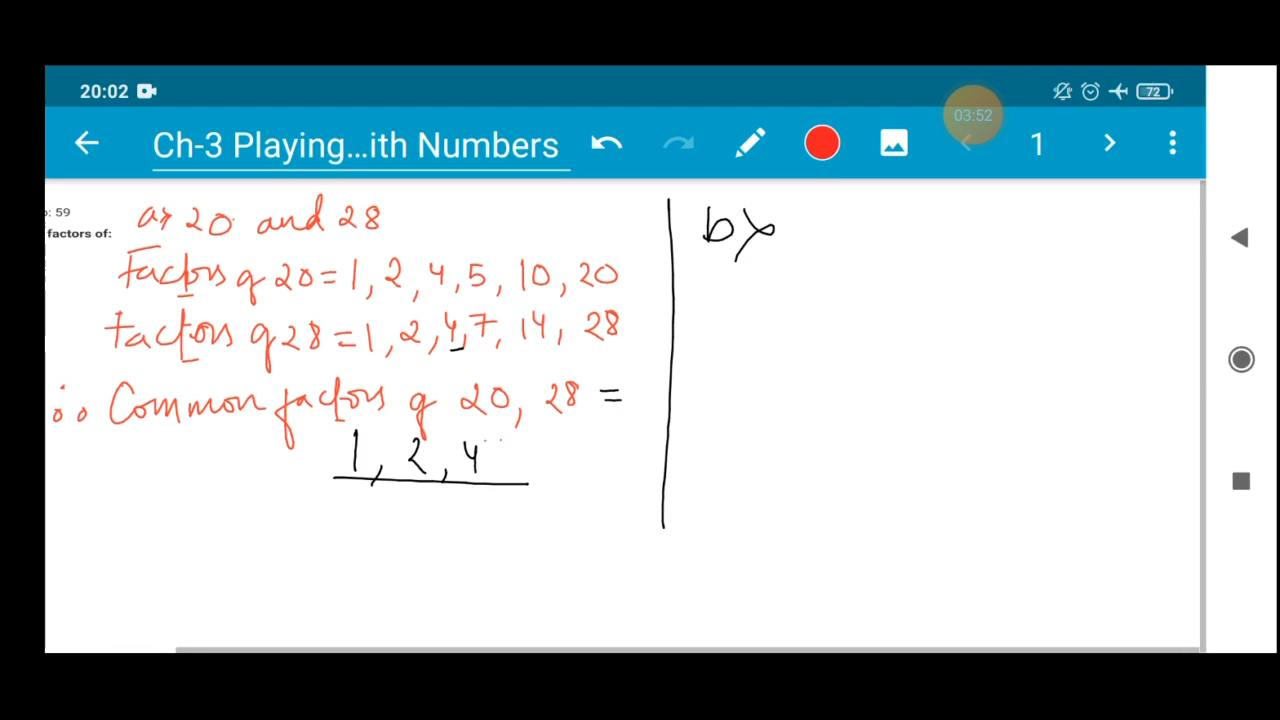 20:02
72
03:52
Ch-3 Playing...ith Numbers
1
: 59
factors of:
a> 20 and 28
Factors of 20 = 1, 2, 4, 5, 10, 20
factors of 28 = 1, 2, 4, 7, 14, 28
∴ Common factors of 20, 28 =
1, 2, 4
b>